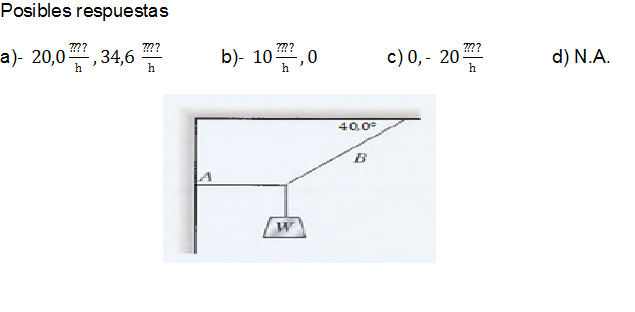 Posibles respuestas
a)- 20,0 ???/h , 34,6 ???/h b)- 10 ???/h , 0 c) 0, - 20 ???/h d) N.A.
40.0°
B
A
W